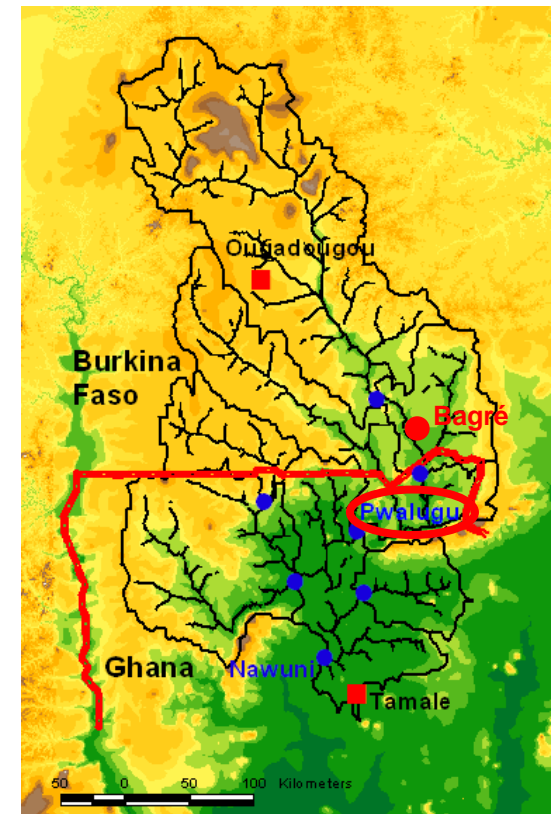 Ouagadougou
Burkina
Faso
Bagré
Pwalugu
Ghana
Nawuni
Tamale
50 0 50 100 Kilometers